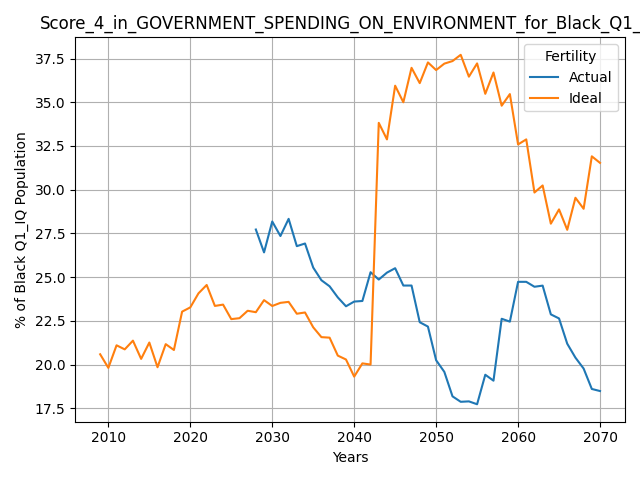 Score_4_in_GOVERNMENT_SPENDING_ON_ENVIRONMENT_for_Black_Q1_
Fertility
Actual
Ideal
% of Black Q1_IQ Population
37.5
35.0
32.5
30.0
27.5
25.0
22.5
20.0
17.5
2010 2020 2030 2040 2050 2060 2070
Years